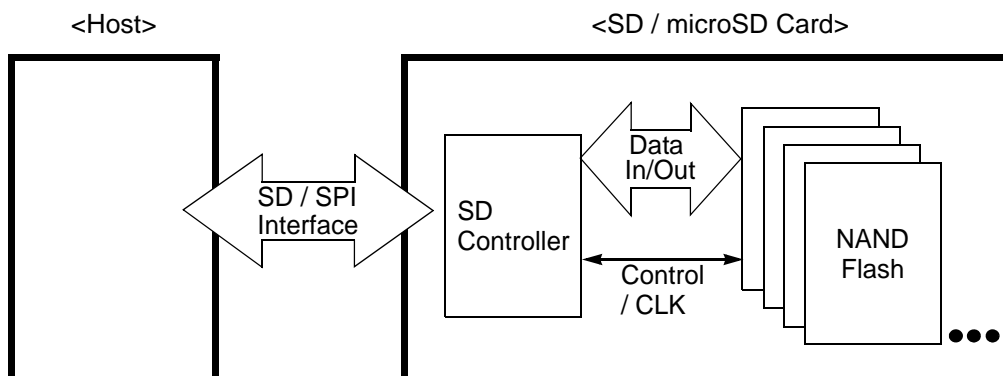 <Host>
<SD / microSD Card>
SD / SPI
Interface
SD
Controller
Data
In/Out
Control
/ CLK
NAND
Flash